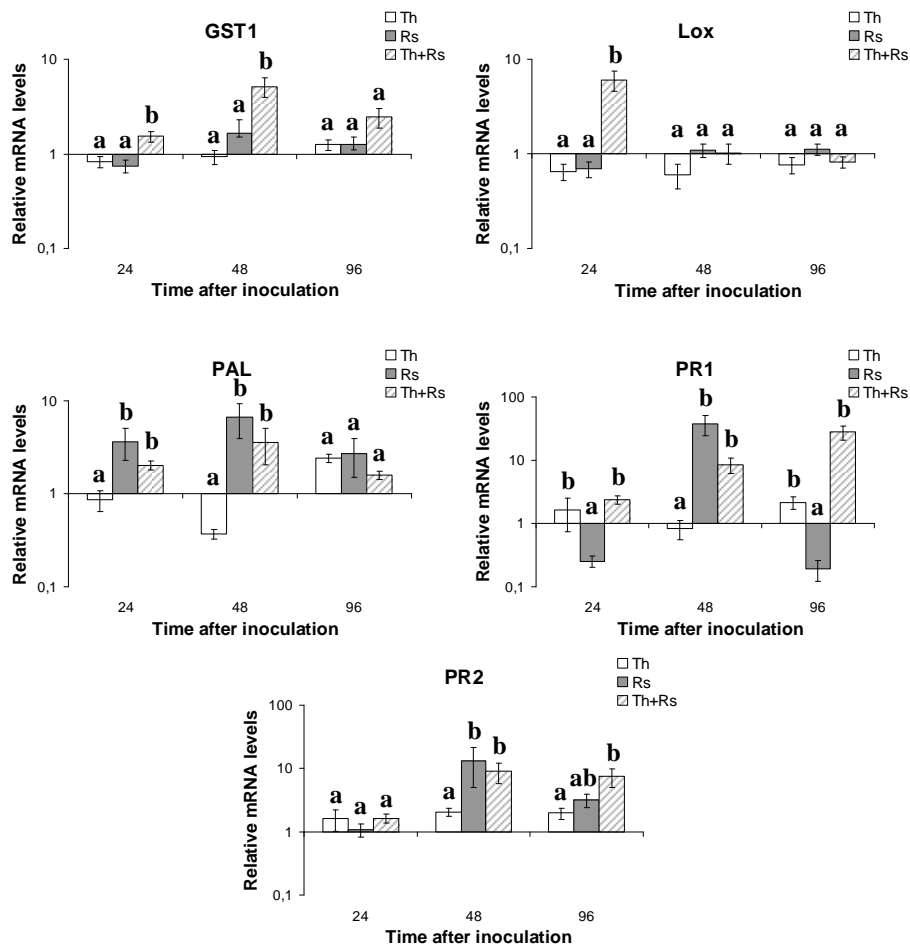 GST1
Th
Rs
Th+Rs
Relative mRNA levels
10
1
0,1
a a b
a a b
a a a
24 48 96
Time after inoculation
Lox
Th
Rs
Th+Rs
Relative mRNA levels
10
1
0,1
a a b
a a a
a a a
24 48 96
Time after inoculation
PAL
Th
Rs
Th+Rs
Relative mRNA levels
10
1
0,1
a b b
a b b
a a a
24 48 96
Time after inoculation
PR1
Th
Rs
Th+Rs
Relative mRNA levels
100
10
1
0,1
b a b
a b b
b a b
24 48 96
Time after inoculation
PR2
Th
Rs
Th+Rs
Relative mRNA levels
100
10
1
0,1
a a a
a b b
a ab b
24 48 96
Time after inoculation